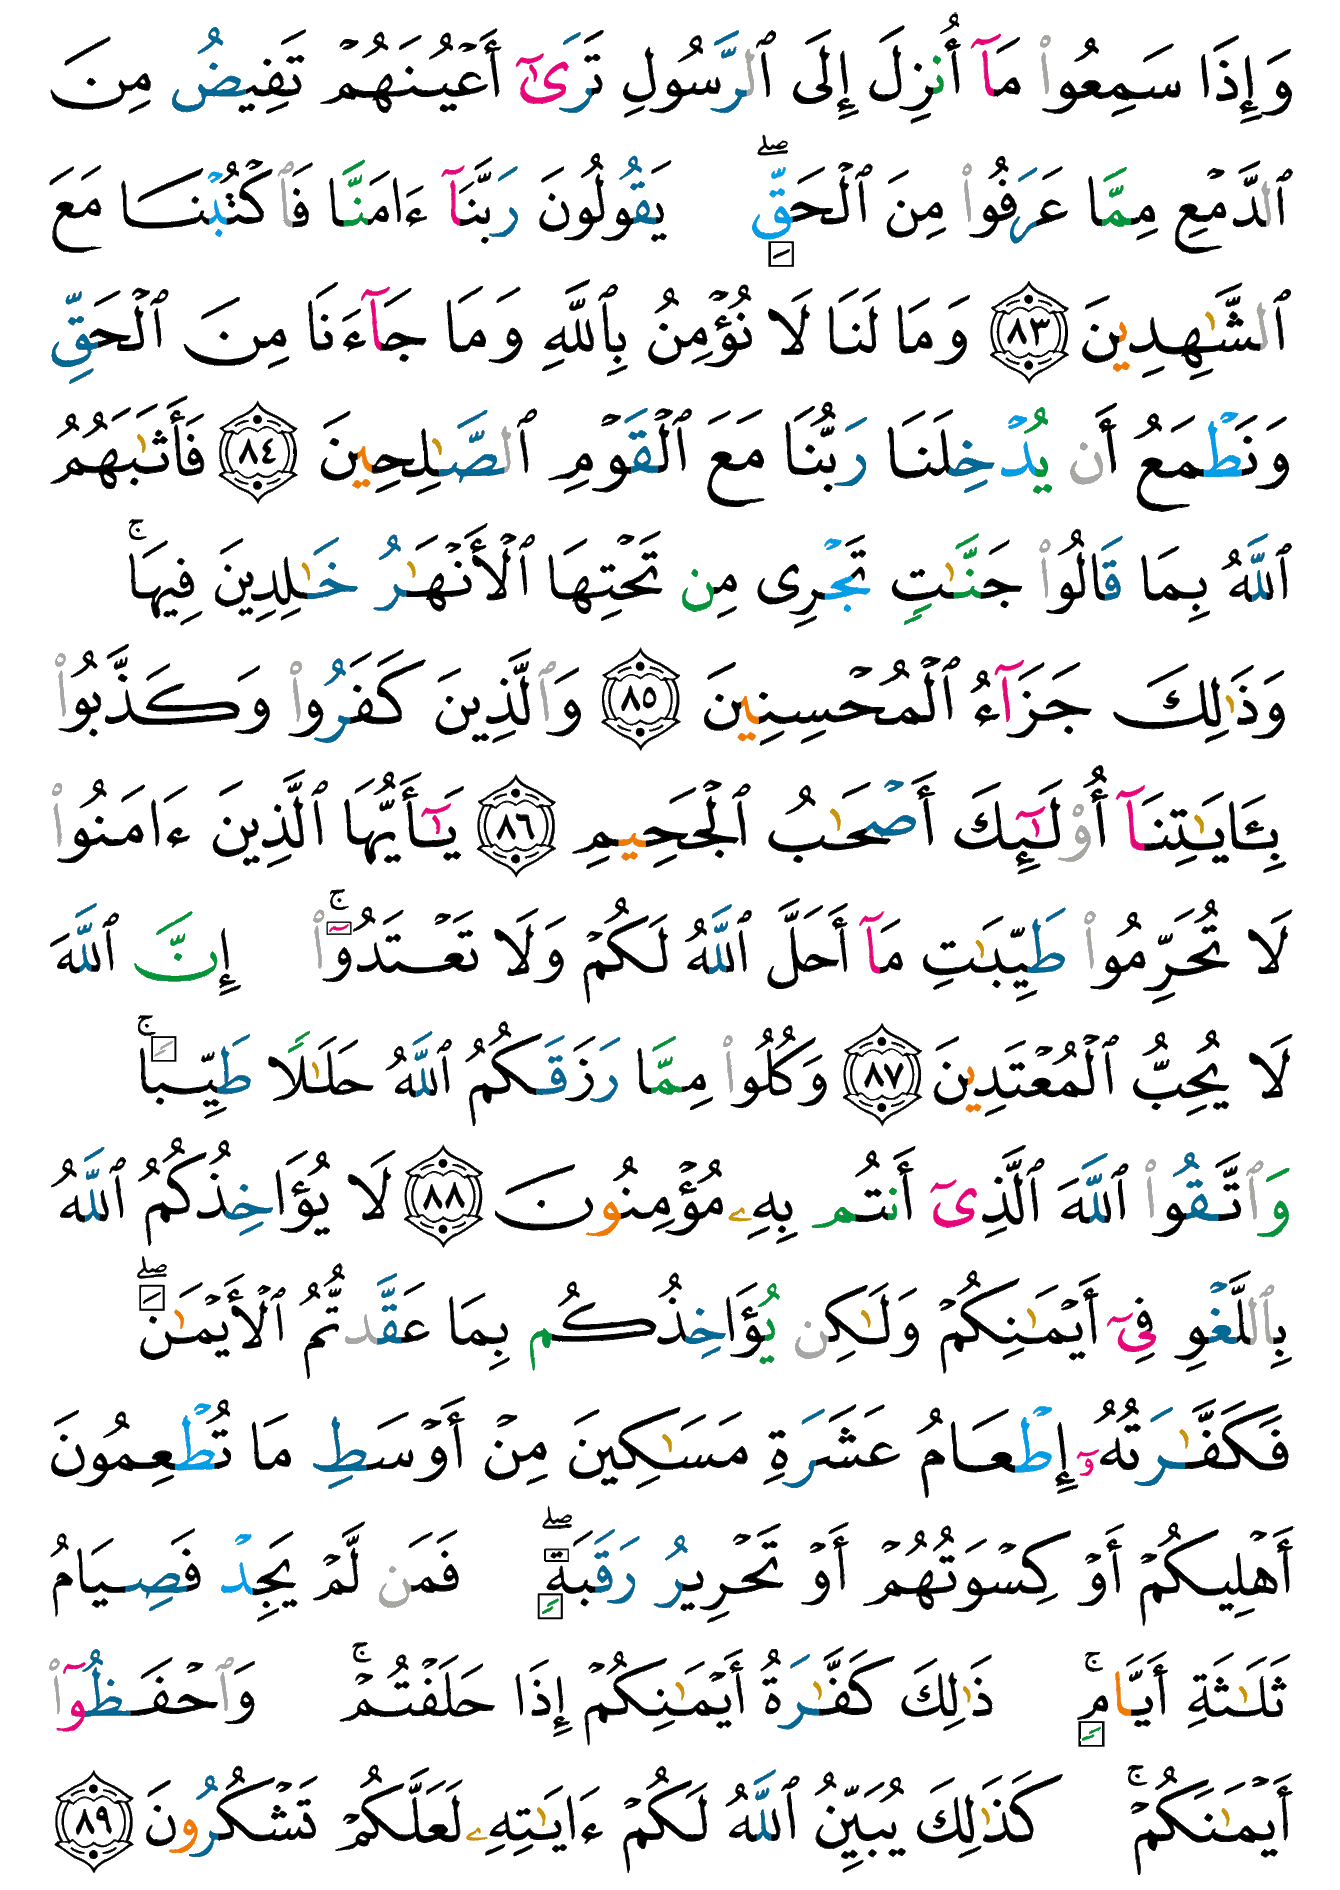 وَإِذَا سَمِعُوا۟ مَآ أُنزِلَ إِلَى ٱلرَّسُولِ تَرَىٰٓ أَعْيُنَهُمْ تَفِيضُ مِنَ
ٱلدَّمْعِ مِمَّا عَرَفُوا۟ مِنَ ٱلْحَقِّ ۖ يَقُولُونَ رَبَّنَآ ءَامَنَّا فَٱكْتُبْنَا مَعَ
ٱلشَّٰهِدِينَ ٨٣ وَمَا لَنَا لَا نُؤْمِنُ بِٱللَّهِ وَمَا جَآءَنَا مِنَ ٱلْحَقِّ
وَنَطْمَعُ أَن يُدْخِلَنَا رَبُّنَا مَعَ ٱلْقَوْمِ ٱلصَّٰلِحِينَ ٨٤ فَأَثَٰبَهُمُ
ٱللَّهُ بِمَا قَالُوا۟ جَنَّٰتٍ تَجْرِى مِن تَحْتِهَا ٱلْأَنْهَٰرُ خَٰلِدِينَ فِيهَا ۚ
وَذَٰلِكَ جَزَآءُ ٱلْمُحْسِنِينَ ٨٥ وَٱلَّذِينَ كَفَرُوا۟ وَكَذَّبُوا۟
بِـَٔايَٰتِنَآ أُو۟لَٰٓئِكَ أَصْحَٰبُ ٱلْجَحِيمِ ٨٦ يَٰٓأَيُّهَا ٱلَّذِينَ ءَامَنُوا۟
لَا تُحَرِّمُوا۟ طَيِّبَٰتِ مَآ أَحَلَّ ٱللَّهُ لَكُمْ وَلَا تَعْتَدُوٓا۟ ۚ إِنَّ ٱللَّهَ
لَا يُحِبُّ ٱلْمُعْتَدِينَ ٨٧ وَكُلُوا۟ مِمَّا رَزَقَكُمُ ٱللَّهُ حَلَٰلًا طَيِّبًا ۚ
وَٱتَّقُوا۟ ٱللَّهَ ٱلَّذِىٓ أَنتُم بِهِۦ مُؤْمِنُونَ ٨٨ لَا يُؤَاخِذُكُمُ ٱللَّهُ
بِٱللَّغْوِ فِىٓ أَيْمَٰنِكُمْ وَلَٰكِن يُؤَاخِذُكُم بِمَا عَقَّدتُّمُ ٱلْأَيْمَٰنَ ۖ
فَكَفَّٰرَتُهُۥٓ إِطْعَامُ عَشَرَةِ مَسَٰكِينَ مِنْ أَوْسَطِ مَا تُطْعِمُونَ
أَهْلِيكُمْ أَوْ كِسْوَتُهُمْ أَوْ تَحْرِيرُ رَقَبَةٍ ۖ فَمَن لَّمْ يَجِدْ فَصِيَامُ
ثَلَٰثَةِ أَيَّامٍ ۚ ذَٰلِكَ كَفَّٰرَةُ أَيْمَٰنِكُمْ إِذَا حَلَفْتُمْ ۚ وَٱحْفَظُوٓا۟
أَيْمَٰنَكُمْ ۚ كَذَٰلِكَ يُبَيِّنُ ٱللَّهُ لَكُمْ ءَايَٰتِهِۦ لَعَلَّكُمْ تَشْكُرُونَ ٨٩